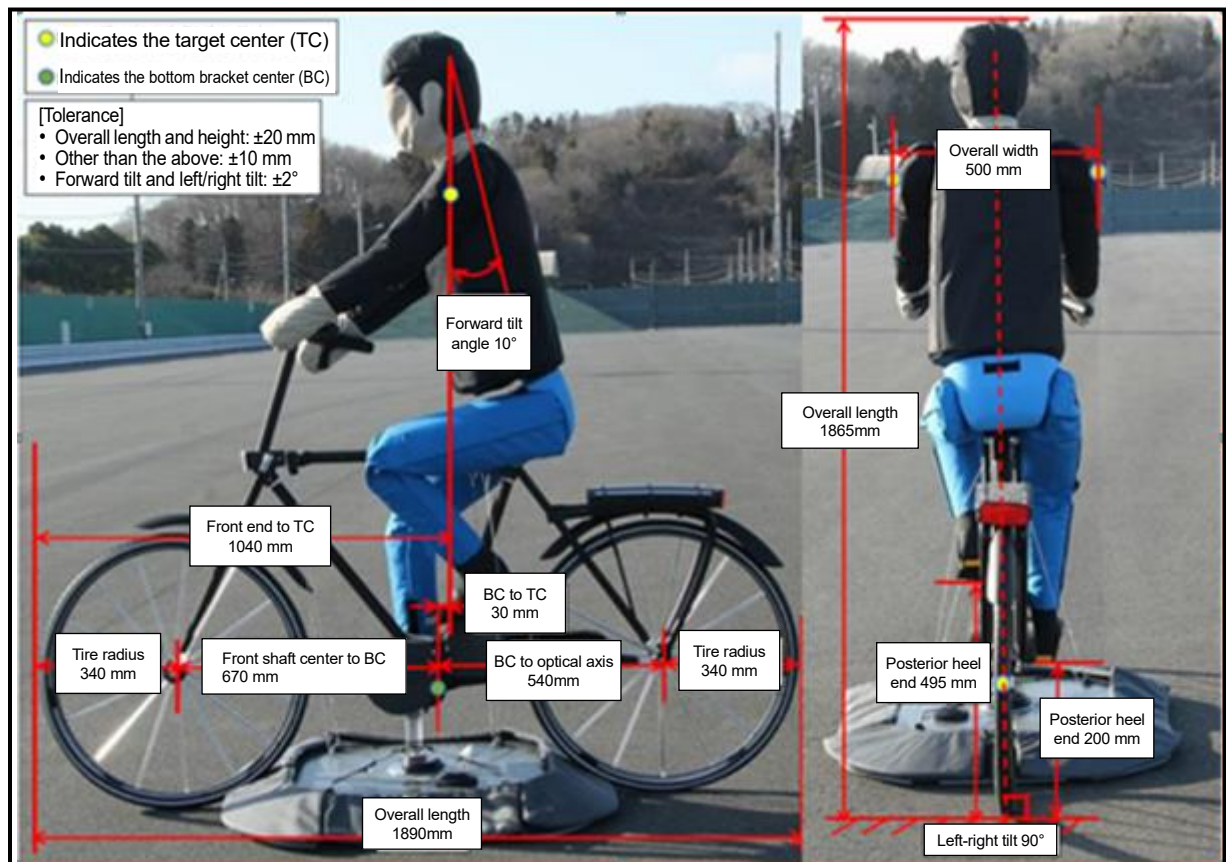 Indicates the target center (TC)
Indicates the bottom bracket center (BC)
[Tolerance]
• Overall length and height: ±20 mm
• Other than the above: ±10 mm
• Forward tilt and left/right tilt: ±2°
Forward tilt
angle 10°
Front end to TC
1040 mm
BC to TC
30 mm
Tire radius
340 mm
Front shaft center to BC
670 mm
BC to optical axis
540mm
Tire radius
340 mm
Overall length
1890mm
Overall width
500 mm
Overall length
1865mm
Posterior heel
end 495 mm
Posterior heel
end 200 mm
Left-right tilt 90°